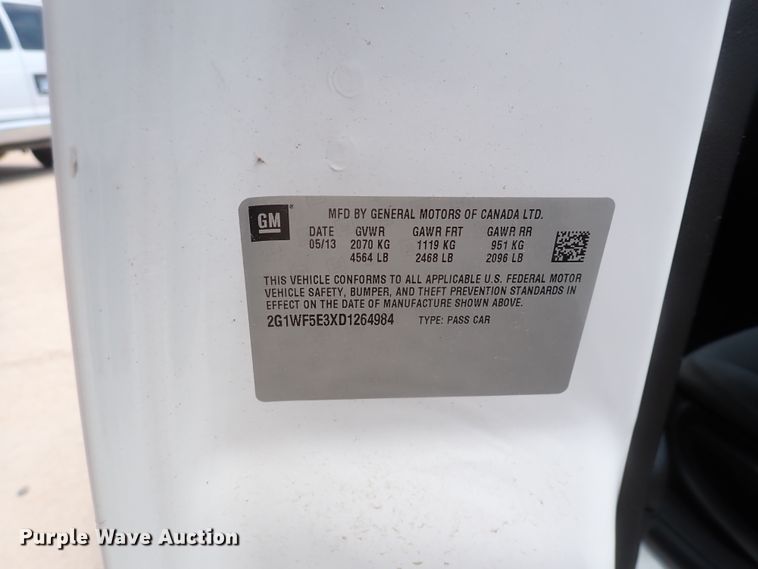 GM
MFD BY GENERAL MOTORS OF CANADA LTD.
DATE GVWR GAWR FRT GAWR RR
05/13 2070 KG 1119 KG 951 KG
4564 LB 2468 LB 2096 LB
THIS VEHICLE CONFORMS TO ALL APPLICABLE U.S. FEDERAL MOTOR
VEHICLE SAFETY, BUMPER, AND THEFT PREVENTION STANDARDS IN
EFFECT ON THE DATE OF MANUFACTURE SHOWN ABOVE.
2G1WF5E3XD1264984 TYPE: PASS CAR
Purple Wave Auction